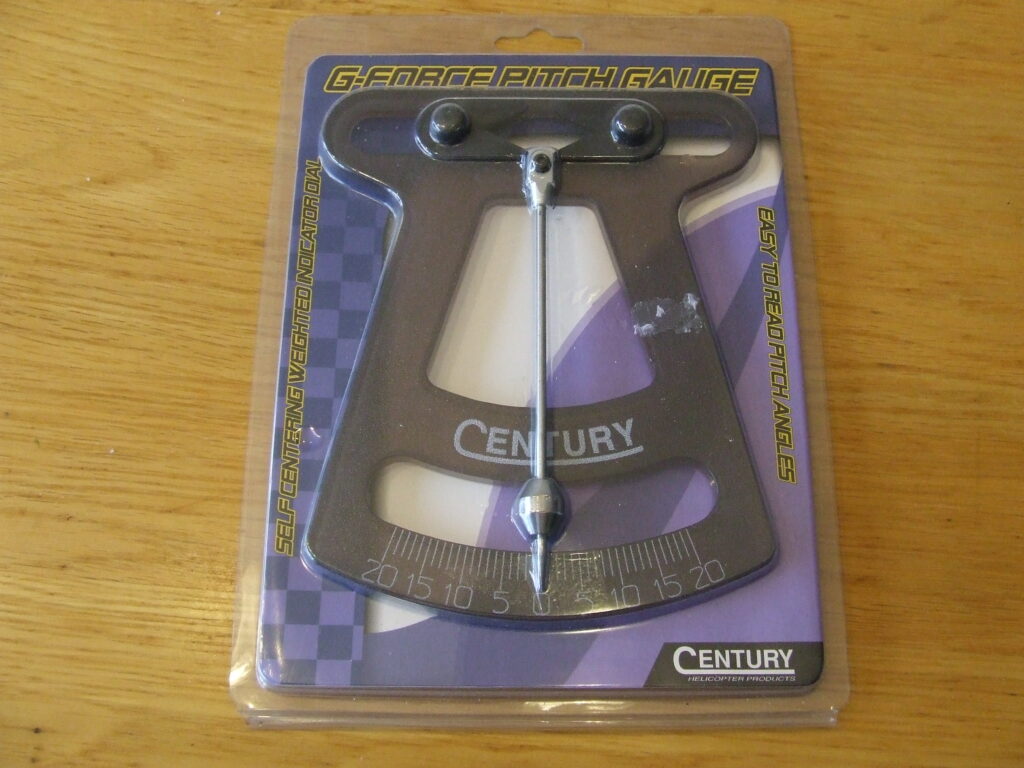 G-FORCE PITCH GAUGE
SELF CENTERING WEIGHTED INDICATOR DIAL
EASY TO READ PITCH ANGLES
CENTURY
20 15 10 5 0 5 10 15 20
CENTURY
HELICOPTER PRODUCTS